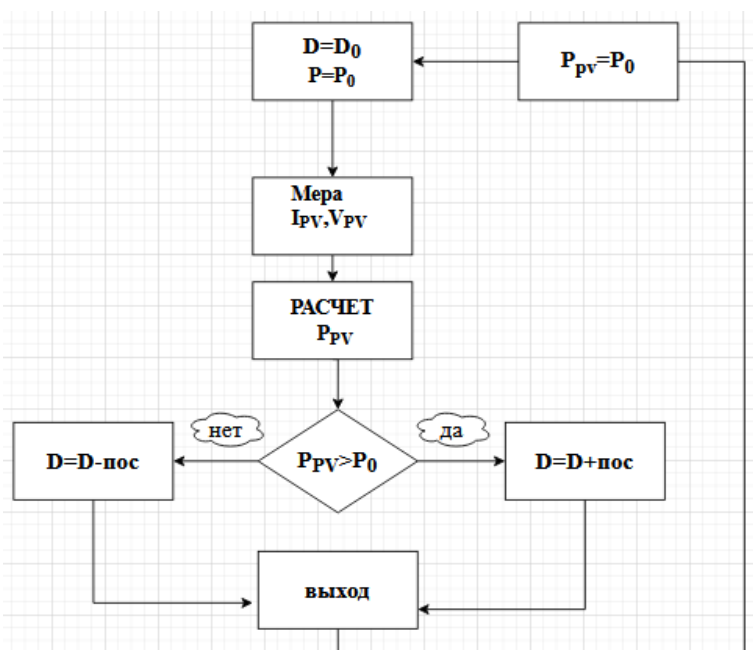 D=D₀
P=P₀
Pₚᵥ=P₀
Мера
IPV,VPV
РАСЧЕТ
PPV
нет
да
D=D-пос
PPV>P₀
D=D+пос
выход